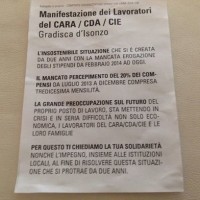 Manifestazione dei Lavoratori
del CARA / CDA / CIE
Gradisca d'Isonzo
L'INSOSTENIBILE SITUAZIONE CHE SI È CREATA
DA DUE ANNI CON LA MANCATA EROGAZIONE
DEGLI STIPENDI DA FEBBRAIO 2014 AD OGGI.
IL MANCATO PERCEPIMENTO DEL 20% DEI COM-
PENSI DA LUGLIO 2013 A DICEMBRE COMPRESA
TREDICESIMA MENSILITÀ.
LA GRANDE PREOCCUPAZIONE SUL FUTURO DEL
PROPRIO POSTO DI LAVORO, STA METTENDO IN
CRISI E IN SERIA DIFFICOLTÀ NON SOLO ECO-
NOMICA, I LAVORATORI DEL CARA/CDA/CIE E LE
LORO FAMIGLIE
PER QUESTO TI CHIEDIAMO LA TUA SOLIDARIETÀ
NONCHÈ L'IMPEGNO, INSIEME ALLE ISTITUZIONI
LOCALI AL FINE DI RISOLVERE QUESTA SITUAZIO-
NE CHE SI PROTRAE DA DUE ANNI.